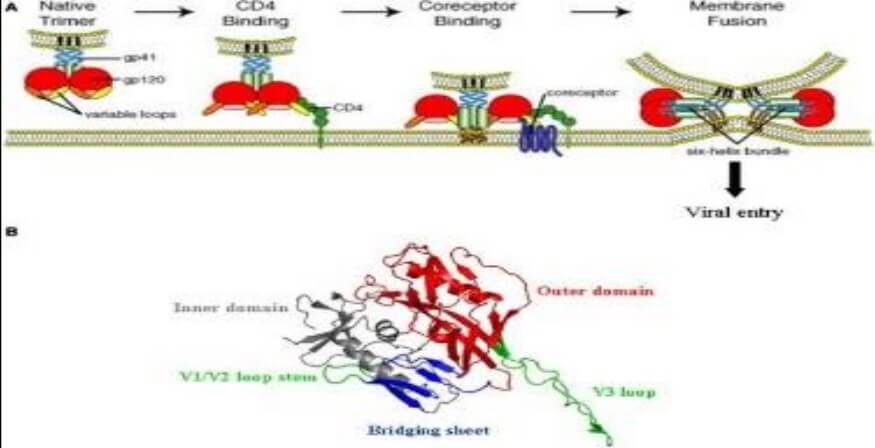 A
Native
Trimer
CD4
Binding
Coreceptor
Binding
Membrane
Fusion
gp41
gp120
variable loops
CD4
coreceptor
six-helix bundle
Viral entry
B
Outer domain
Inner domain
V1/V2 loop stem
V3 loop
Bridging sheet